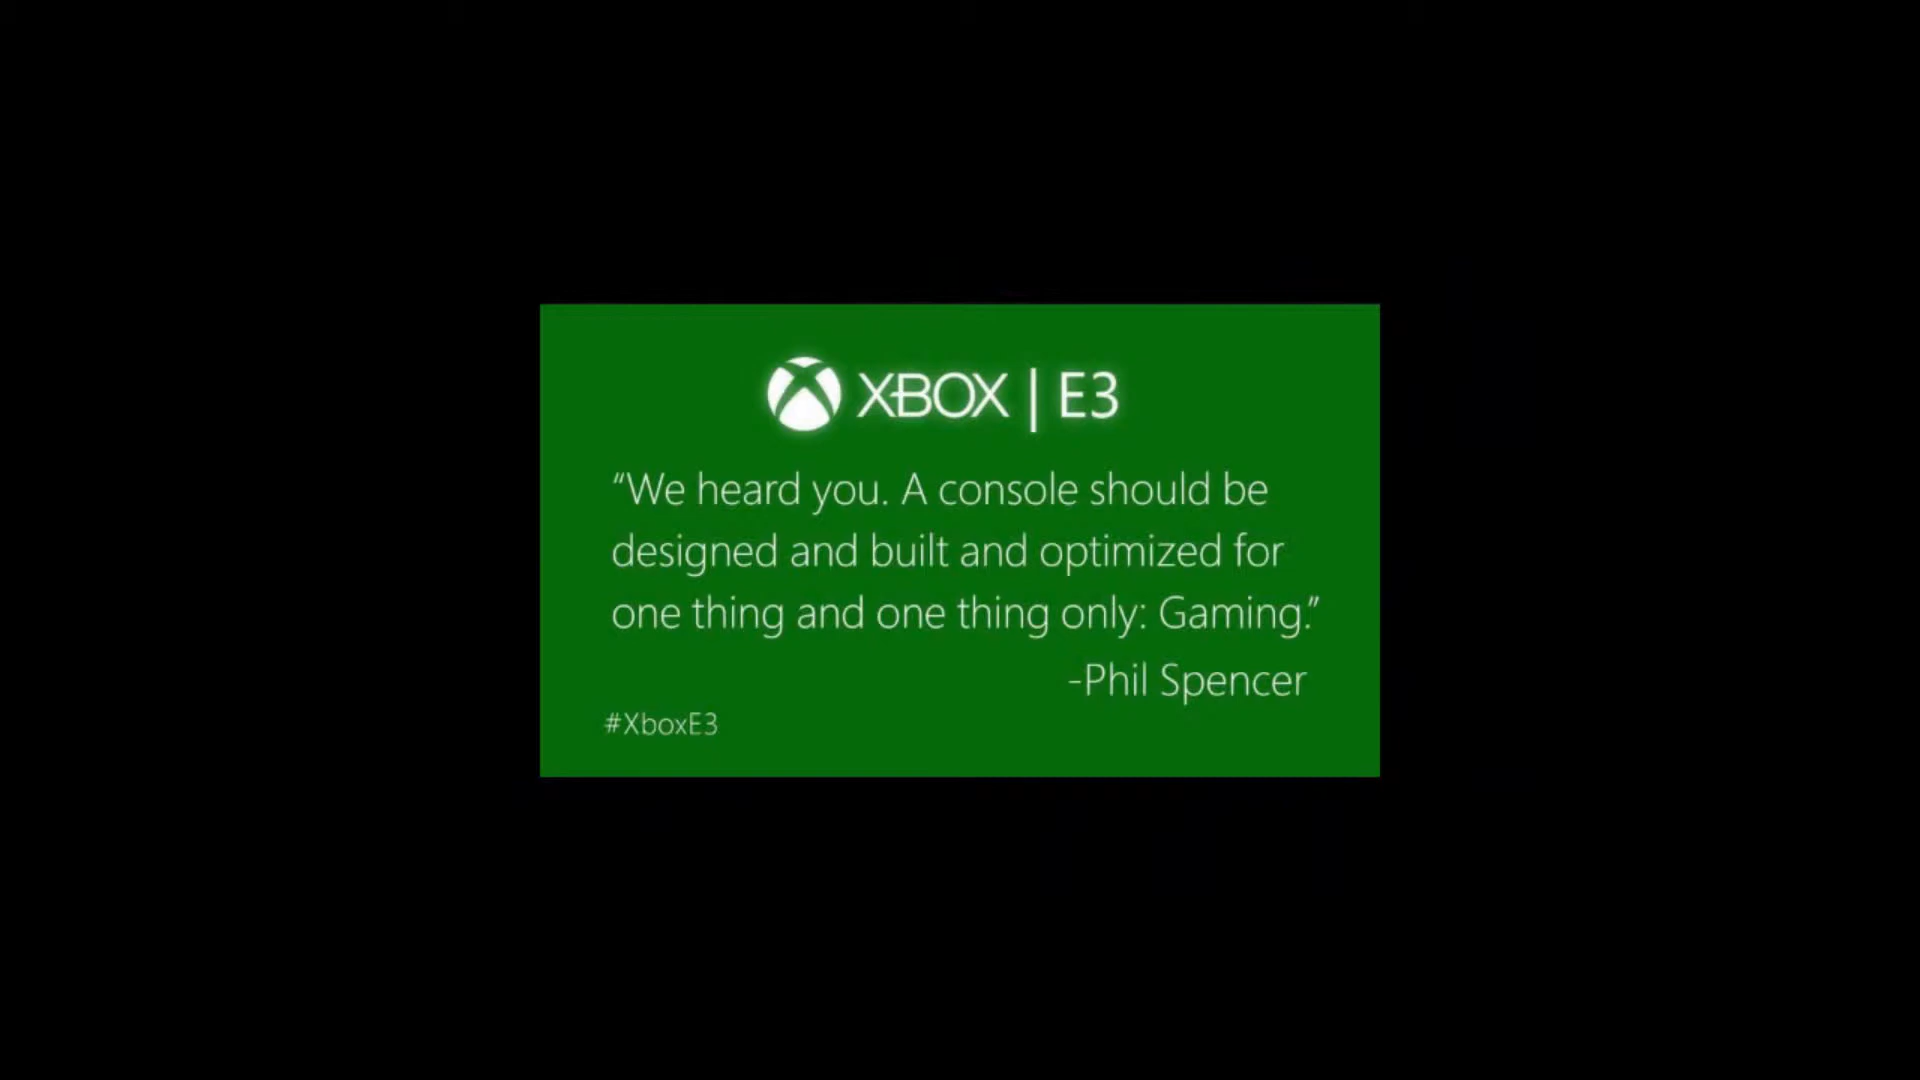 XBOX | E3
“We heard you. A console should be
designed and built and optimized for
one thing and one thing only: Gaming.”
-Phil Spencer
#XboxE3